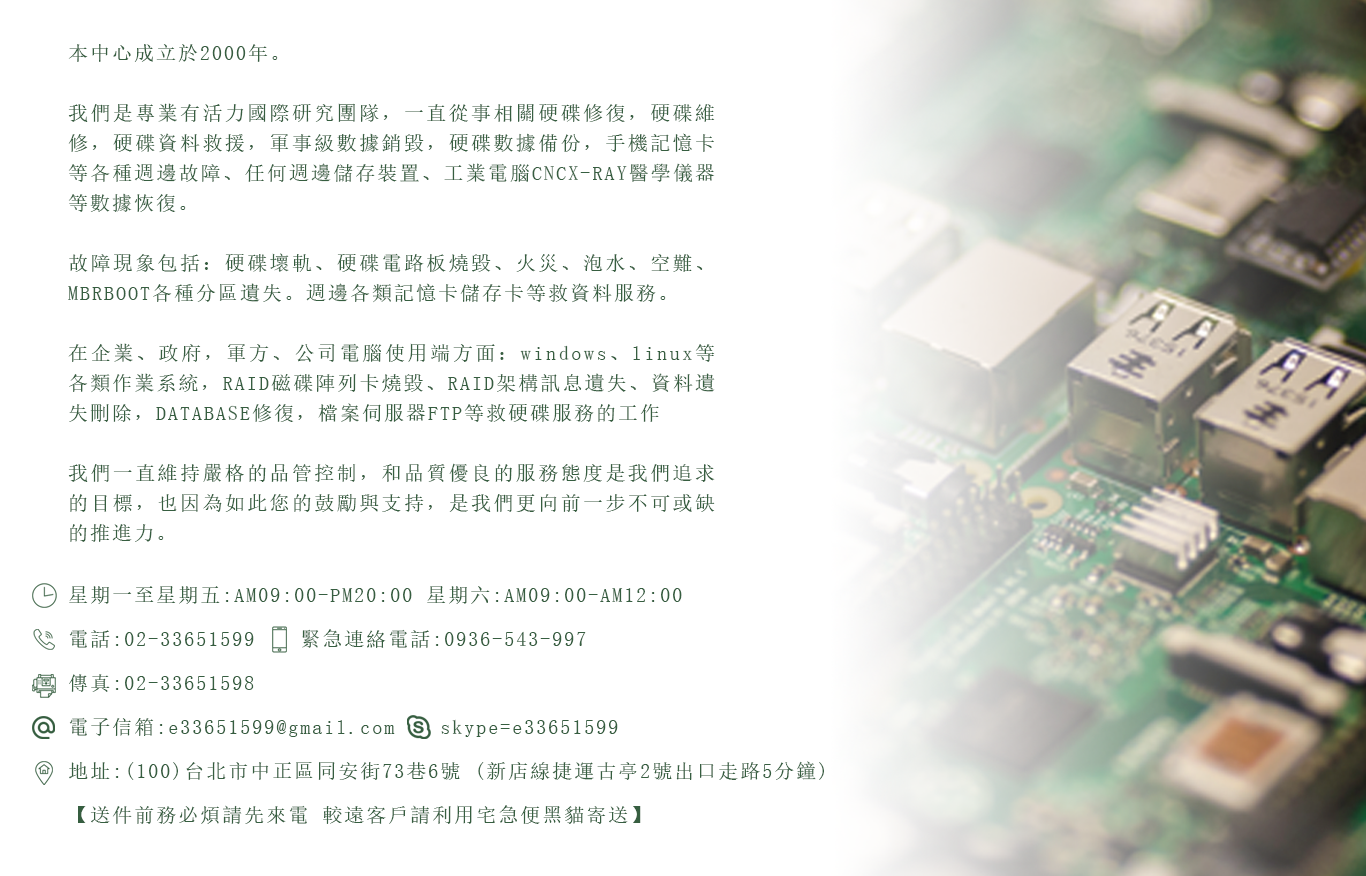 本中心成立於2000年。
我們是專業有活力國際研究團隊，一直從事相關硬碟修復，硬碟維
修，硬碟資料救援，軍事級數據銷毀，硬碟數據備份，手機記憶卡
等各種週邊故障、任何週邊儲存裝置、工業電腦CNCX-RAY醫學儀器
等數據恢復。
故障現象包括：硬碟壞軌、硬碟電路板燒毀、火災、泡水、空難、
MBRBOOT各種分區遺失。週邊各類記憶卡儲存卡等救資料服務。
在企業、政府，軍方、公司電腦使用端方面：windows、linux等
各類作業系統，RAID磁碟陣列卡燒毀、RAID架構訊息遺失、資料遺
失刪除，DATABASE修復，檔案伺服器FTP等救硬碟服務的工作
我們一直維持嚴格的品管控制，和品質優良的服務態度是我們追求
的目標，也因為如此您的鼓勵與支持，是我們更向前一步不可或缺
的推進力。
星期一至星期五:AM09:00-PM20:00 星期六:AM09:00-AM12:00
電話:02-33651599 緊急連絡電話:0936-543-997
傳真:02-33651598
電子信箱:e33651599@gmail.com skype=e33651599
地址:(100)台北市中正區同安街73巷6號 (新店線捷運古亭2號出口走路5分鐘)
【送件前務必煩請先來電 較遠客戶請利用宅急便黑貓寄送】